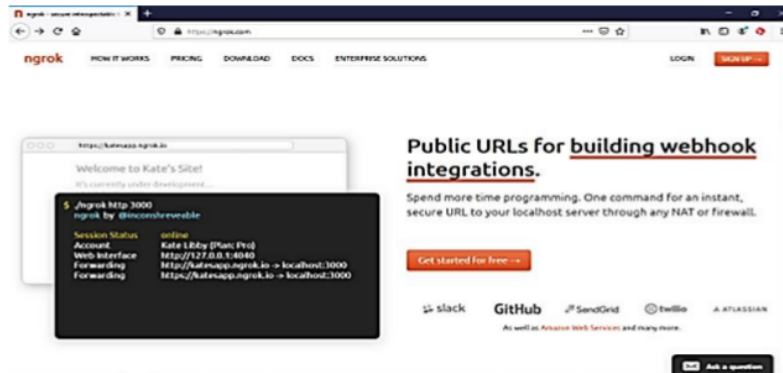 ngrok - secure introspectable t
https://ngrok.com
ngrok HOW IT WORKS PRICING DOWNLOAD DOCS ENTERPRISE SOLUTIONS LOGIN SIGN UP →
https://katesapp.ngrok.io
Welcome to Kate's Site!
It's currently under development...
$ ./ngrok http 3000
ngrok by @inconshreveable
Session Status online
Account Kate Libby (Plan: Pro)
Web Interface http://127.0.0.1:4040
Forwarding http://katesapp.ngrok.io -> localhost:3000
Forwarding https://katesapp.ngrok.io -> localhost:3000
Public URLs for building webhook
integrations.
Spend more time programming. One command for an instant,
secure URL to your localhost server through any NAT or firewall.
Get started for free →
slack GitHub SendGrid twilio ATLASSIAN
As well as Amazon Web Services and many more.
Ask a question